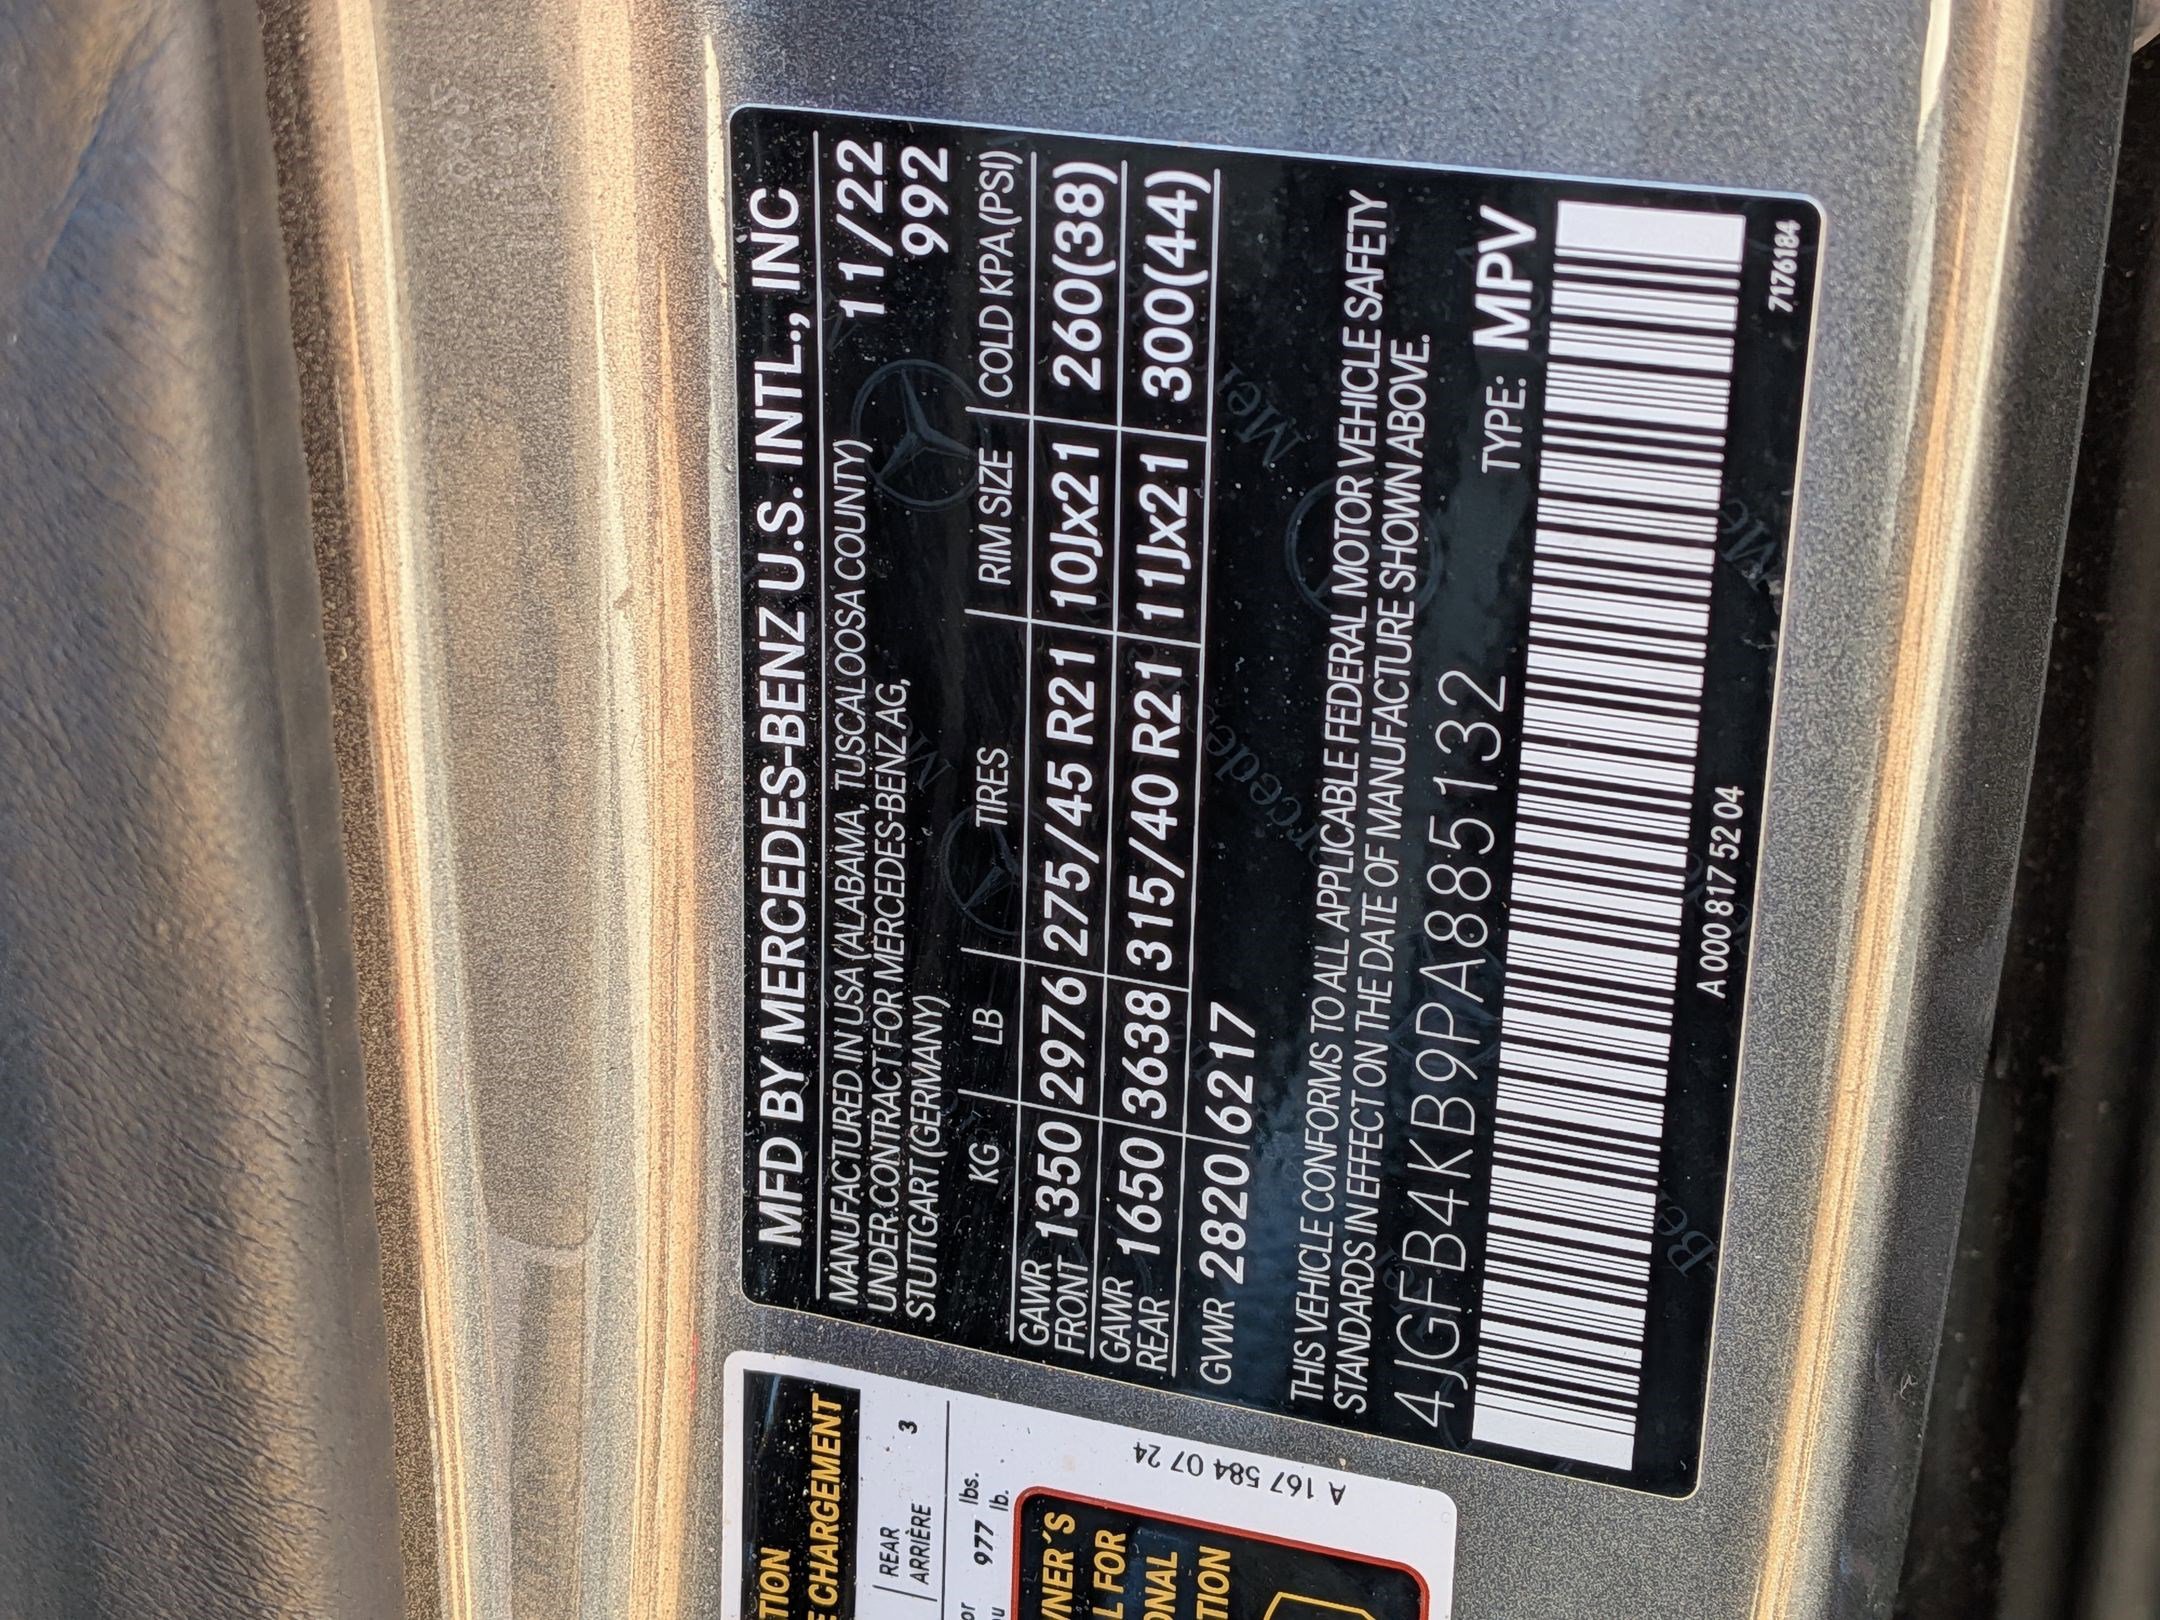 MFD BY MERCEDES-BENZ U.S. INTL., INC
MANUFACTURED IN USA (ALABAMA, TUSCALOOSA COUNTY) 11/22
UNDER CONTRACT FOR MERCEDES-BENZ AG, 992
STUTTGART (GERMANY)
KG LB TIRES RIM SIZE COLD KPA (PSI)
GAWR
FRONT 1350 2976 275/45 R21 10Jx21 260(38)
GAWR
REAR 1650 3638 315/40 R21 11Jx21 300(44)
GVWR 2820 6217
THIS VEHICLE CONFORMS TO ALL APPLICABLE FEDERAL MOTOR VEHICLE SAFETY
STANDARDS IN EFFECT ON THE DATE OF MANUFACTURE SHOWN ABOVE.
4JGFB4KB9PA885132 TYPE: MPV
A 000 817 52 04 7176184
CHARGEMENT
REAR
ARRIÈRE 3
977 lbs.
lb.
A 167 584 07 24
FOR